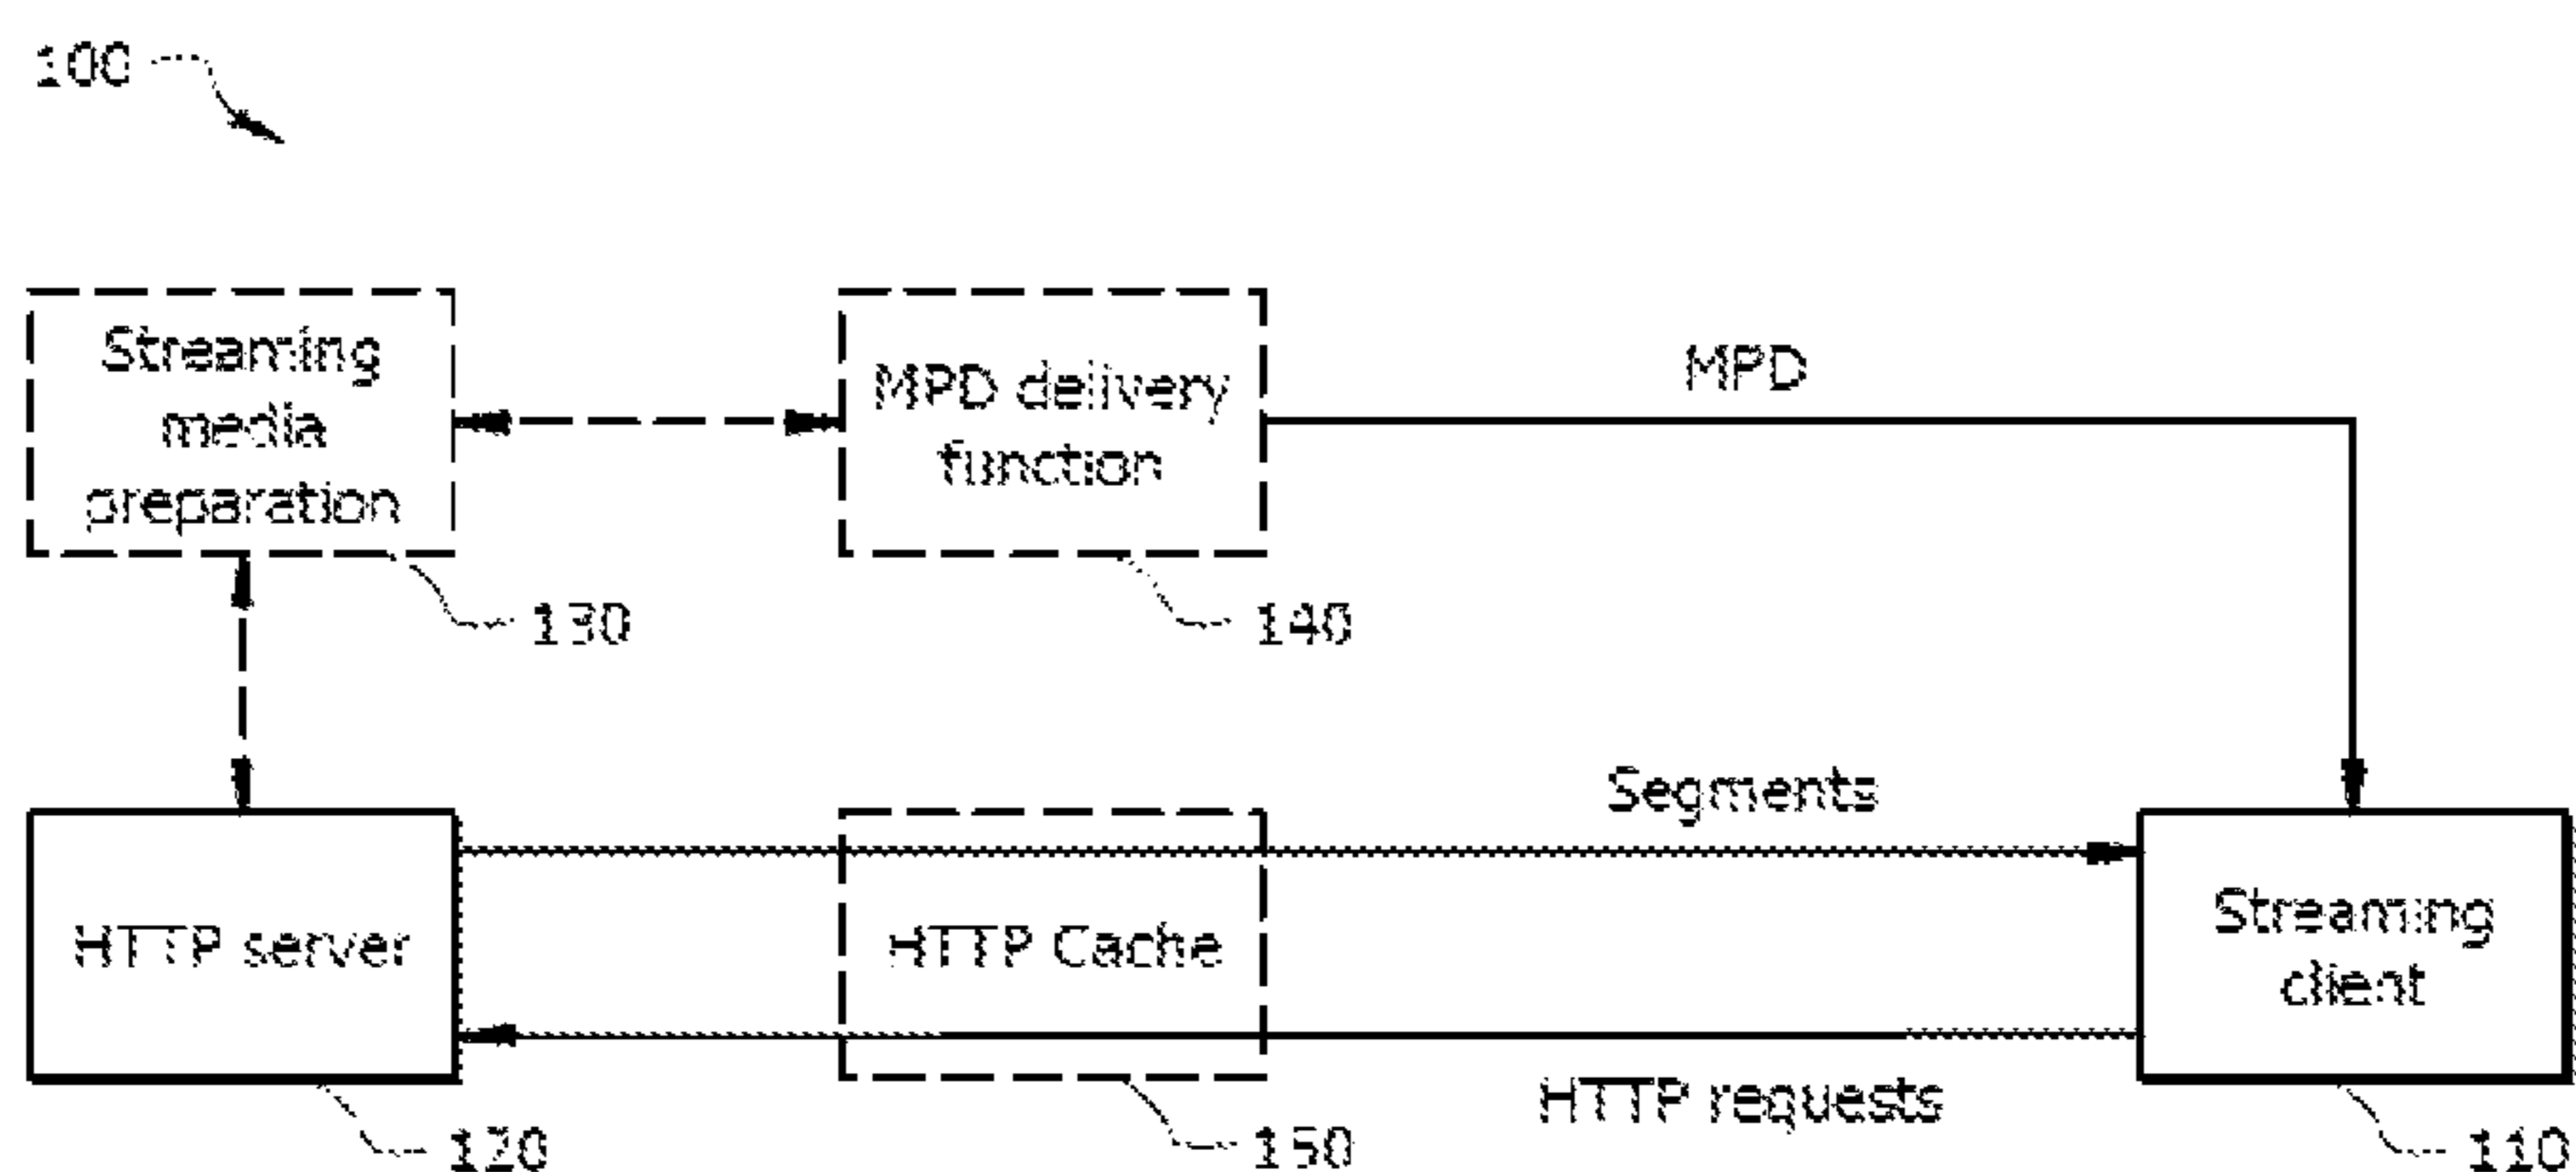 100
Streaming
media
preparation
MPD delivery
function
MPD
130
140
Segments
HTTP server
HTTP Cache
Streaming
client
HTTP requests
120
150
110